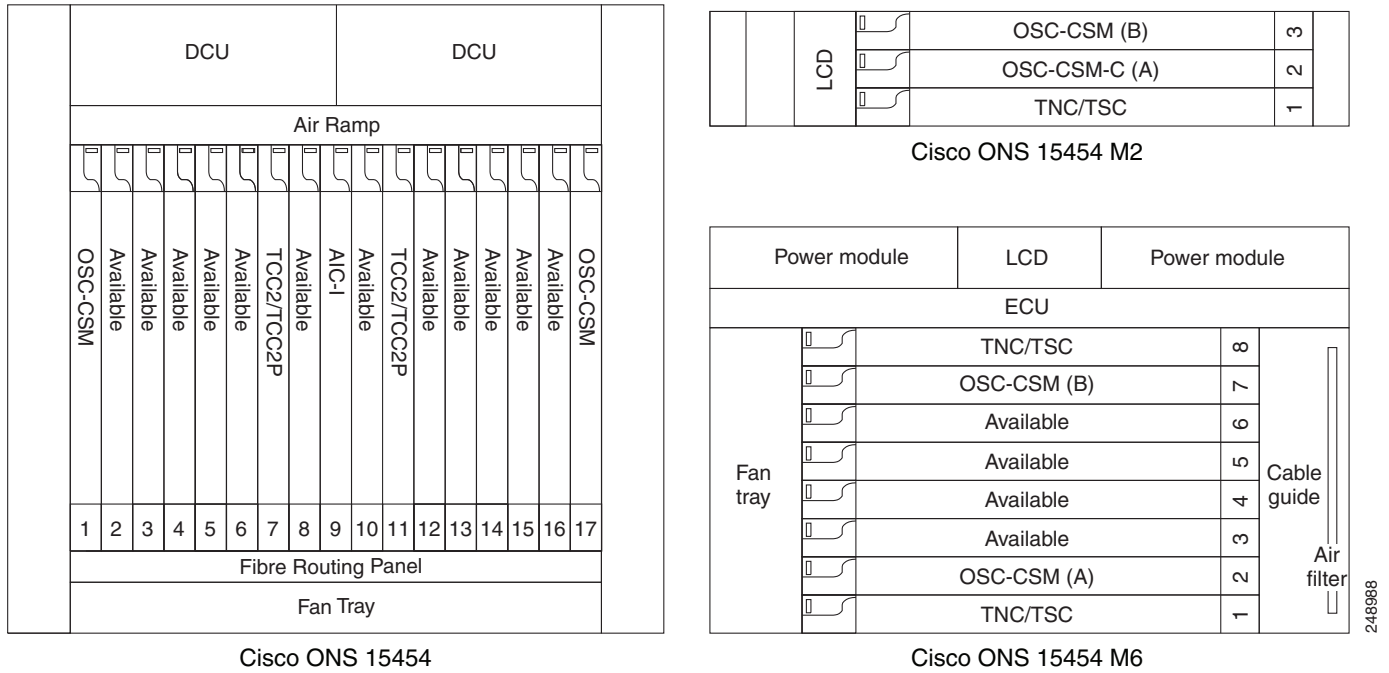 DCU DCU
Air Ramp
OSC-CSM
Available
Available
Available
Available
Available
TCC2/TCC2P
Available
AIC-I
Available
TCC2/TCC2P
Available
Available
Available
Available
Available
OSC-CSM
1 2 3 4 5 6 7 8 9 10 11 12 13 14 15 16 17
Fibre Routing Panel
Fan Tray
Cisco ONS 15454
LCD
OSC-CSM (B) 3
OSC-CSM-C (A) 2
TNC/TSC 1
Cisco ONS 15454 M2
Power module LCD Power module
ECU
Fan
tray
TNC/TSC 8
OSC-CSM (B) 7
Available 6
Available 5
Available 4
Available 3
OSC-CSM (A) 2
TNC/TSC 1
Cable
guide
Air
filter
Cisco ONS 15454 M6
248988